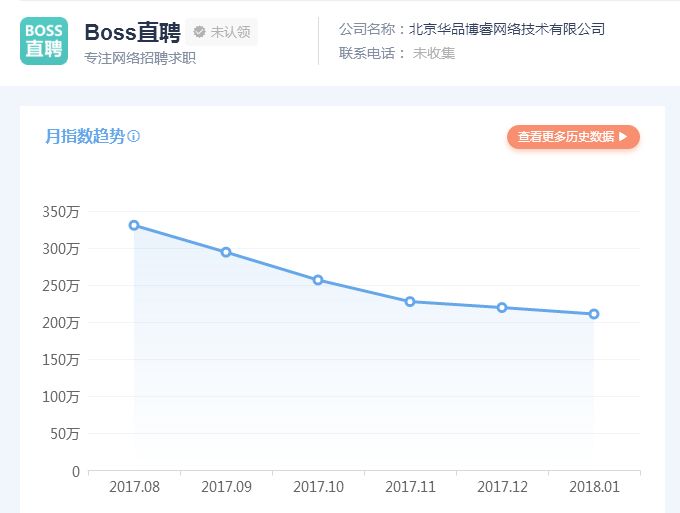 BOSS
直聘
Boss直聘 未认领
专注网络招聘求职
公司名称：北京华品博睿网络技术有限公司
联系电话： 未收集
月指数趋势
查看更多历史数据
350万
300万
250万
200万
150万
100万
50万
0
2017.08 2017.09 2017.10 2017.11 2017.12 2018.01